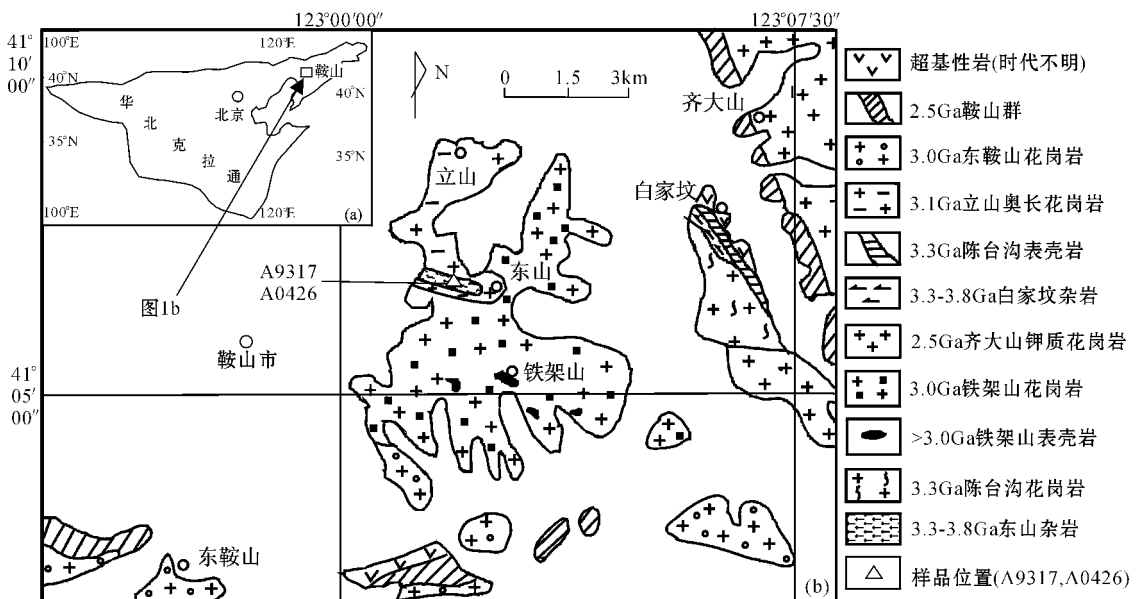 123°00′00″
123°07′30″
41°
10′
00″
100°E
120°E
40°N
鞍山
40°N
华
北
克
拉
通
北京
35°N
35°N
100°E
120°E
(a)
N
0 1.5 3km
齐大山
立山
白家坟
A9317
A0426
东山
图1b
鞍山市
铁架山
41°
05′
00″
东鞍山
(b)
超基性岩(时代不明)
2.5Ga鞍山群
3.0Ga东鞍山花岗岩
3.1Ga立山奥长花岗岩
3.3Ga陈台沟表壳岩
3.3-3.8Ga白家坟杂岩
2.5Ga齐大山钾质花岗岩
3.0Ga铁架山花岗岩
>3.0Ga铁架山表壳岩
3.3Ga陈台沟花岗岩
3.3-3.8Ga东山杂岩
样品位置(A9317,A0426)